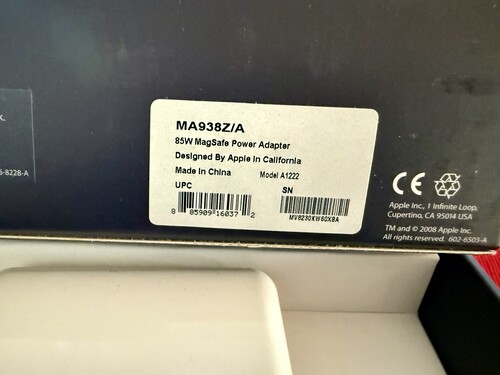 K.
6-8228-A
MA938Z/A
85W MagSafe Power Adapter
Designed By Apple In California
Made In China Model A1222
UPC SN
8 85909 16037 2
MV8230KW60XBA
CE
Apple Inc., 1 Infinite Loop,
Cupertino, CA 95014 USA
TM and © 2008 Apple Inc.
All rights reserved. 602-6503-A